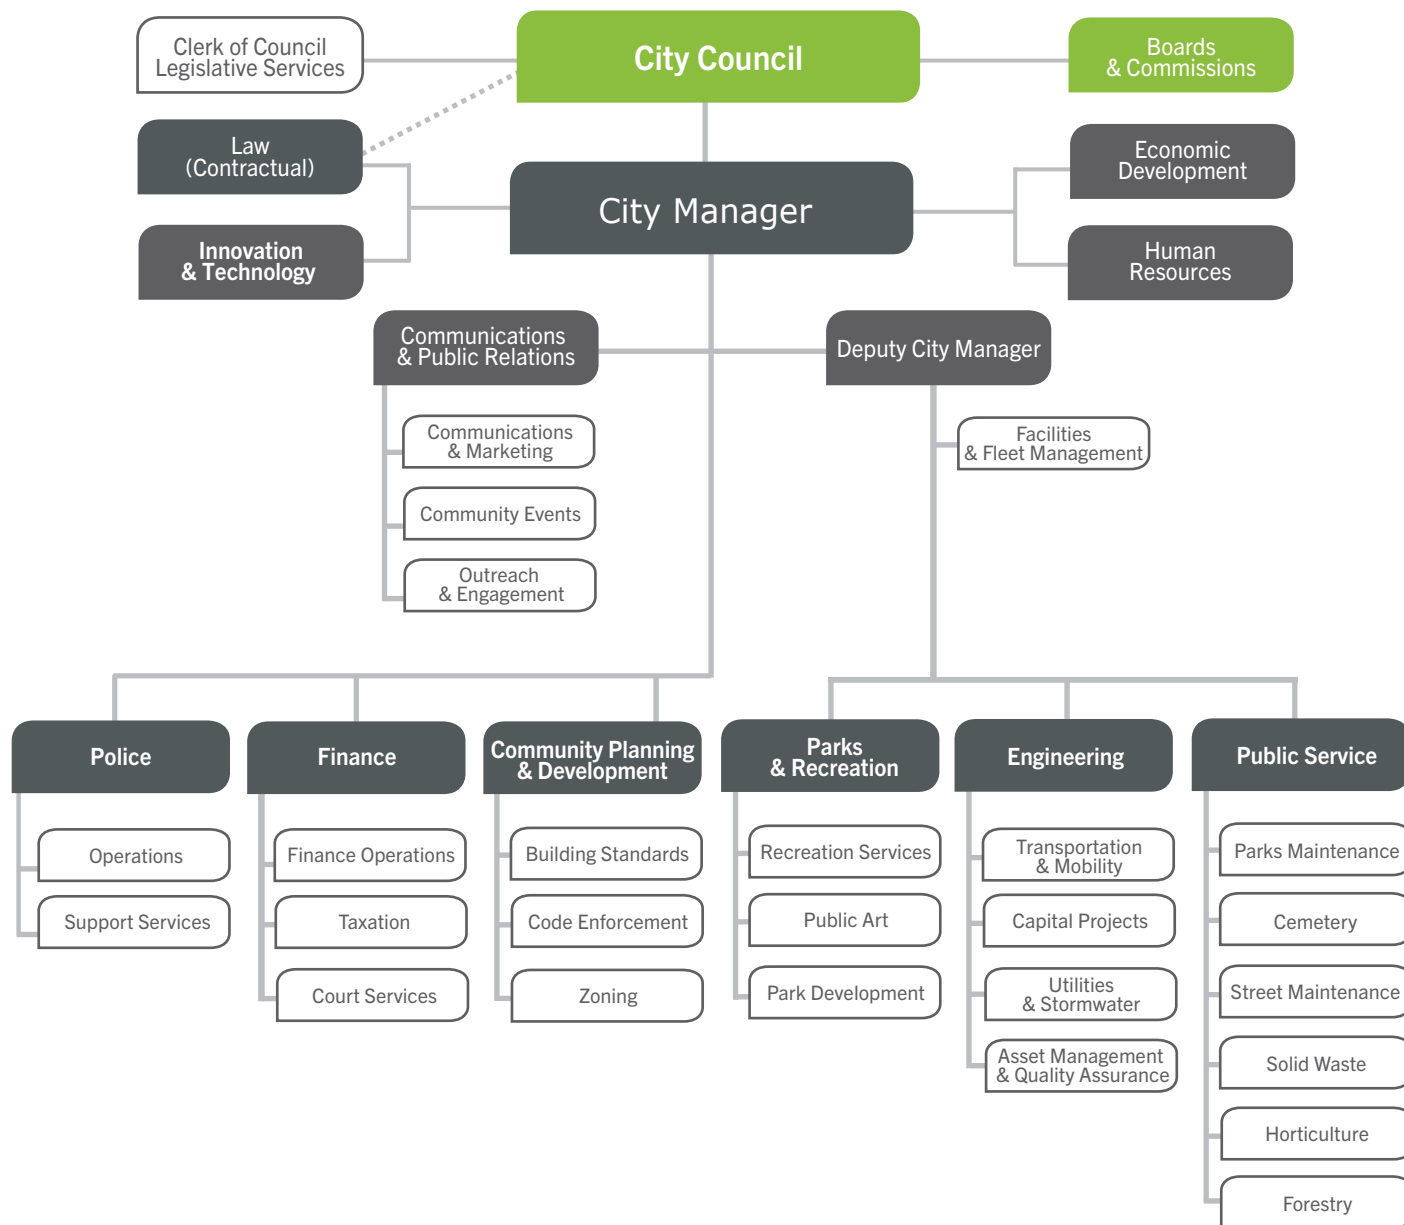 Clerk of Council
Legislative Services
City Council
Boards
& Commissions
Law
(Contractual)
Economic
Development
City Manager
Innovation
& Technology
Human
Resources
Communications
& Public Relations
Deputy City Manager
Communications
& Marketing
Facilities
& Fleet Management
Community Events
Outreach
& Engagement
Police
Finance
Community Planning
& Development
Parks
& Recreation
Engineering
Public Service
Operations
Support Services
Finance Operations
Taxation
Court Services
Building Standards
Code Enforcement
Zoning
Recreation Services
Public Art
Park Development
Transportation
& Mobility
Capital Projects
Utilities
& Stormwater
Asset Management
& Quality Assurance
Parks Maintenance
Cemetery
Street Maintenance
Solid Waste
Horticulture
Forestry